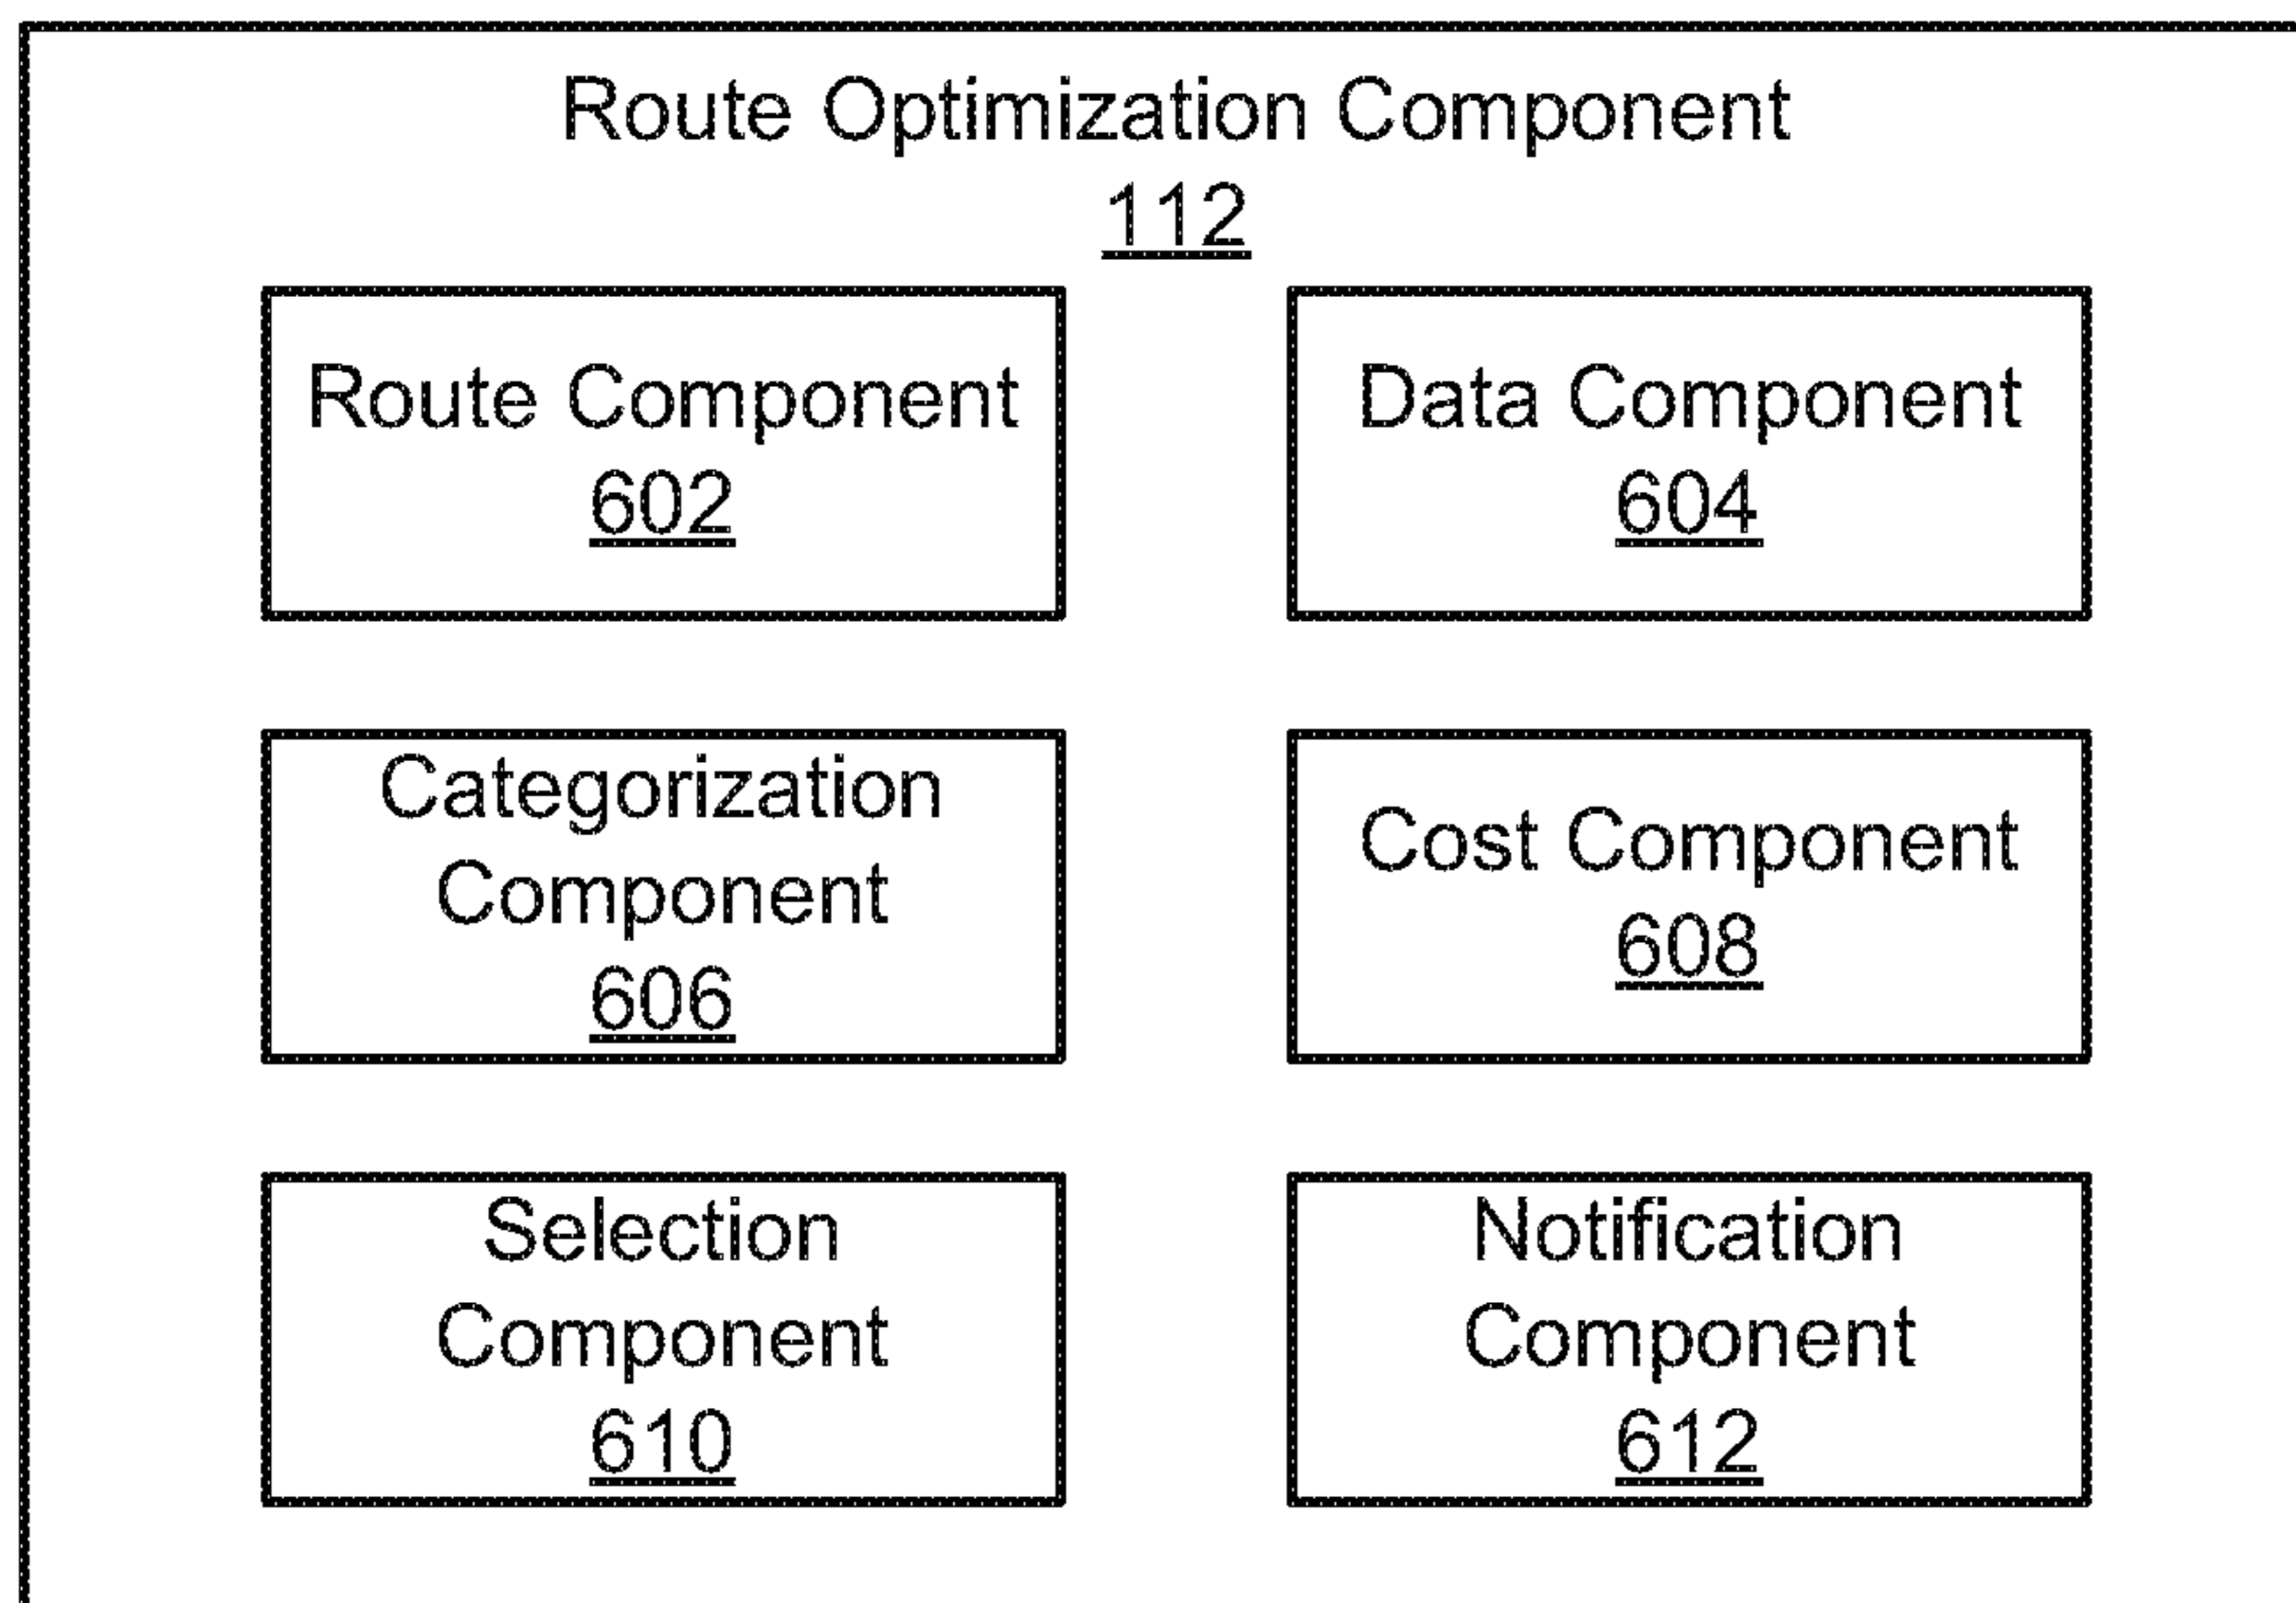 Route Optimization Component
112
Route Component
602
Data Component
604
Categorization
Component
606
Cost Component
608
Selection
Component
610
Notification
Component
612